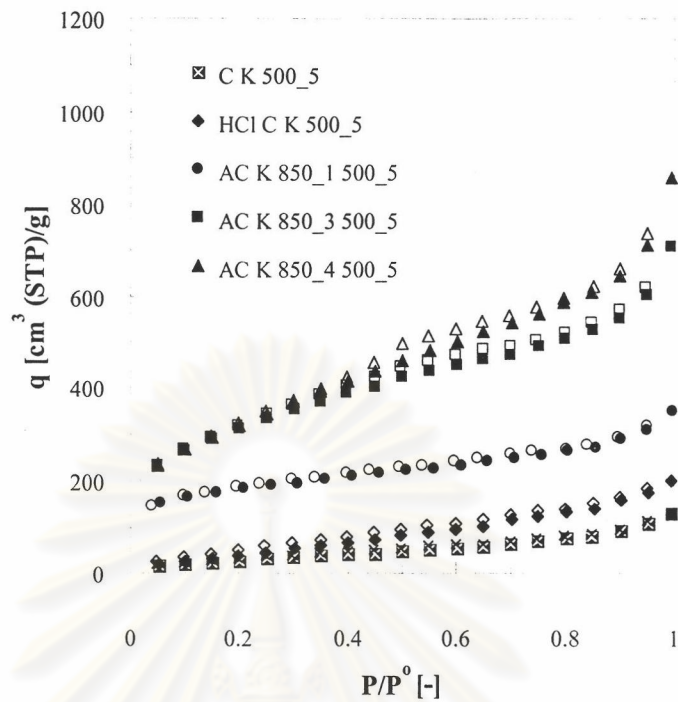 1200
1000
800
600
400
200
0
q [cm³ (STP)/g]
C K 500_5
HCl C K 500_5
AC K 850_1 500_5
AC K 850_3 500_5
AC K 850_4 500_5
0 0.2 0.4 0.6 0.8 1
P/P° [-]